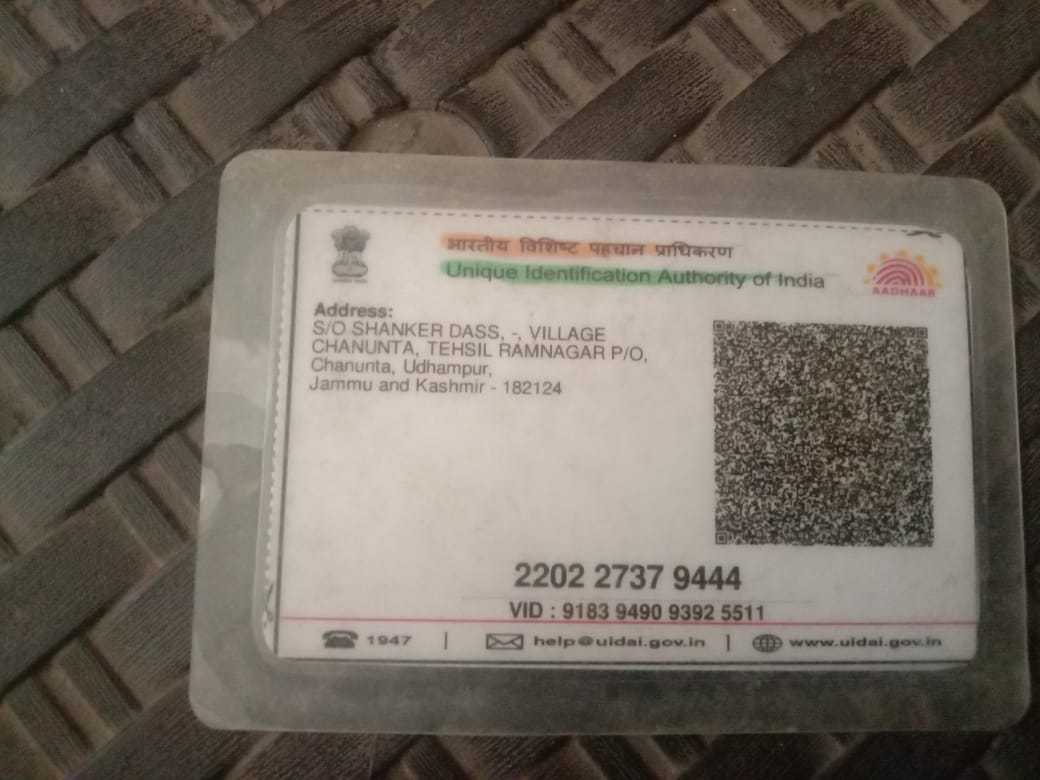 भारतीय विशिष्ट पहचान प्राधिकरण
Unique Identification Authority of India
AADHAAR
Address:
S/O SHANKER DASS, -, VILLAGE
CHANUNTA, TEHSIL RAMNAGAR P/O,
Chanunta, Udhampur,
Jammu and Kashmir - 182124
2202 2737 9444
VID : 9183 9490 9392 5511
1947 | help@uidai.gov.in | www.uidai.gov.in